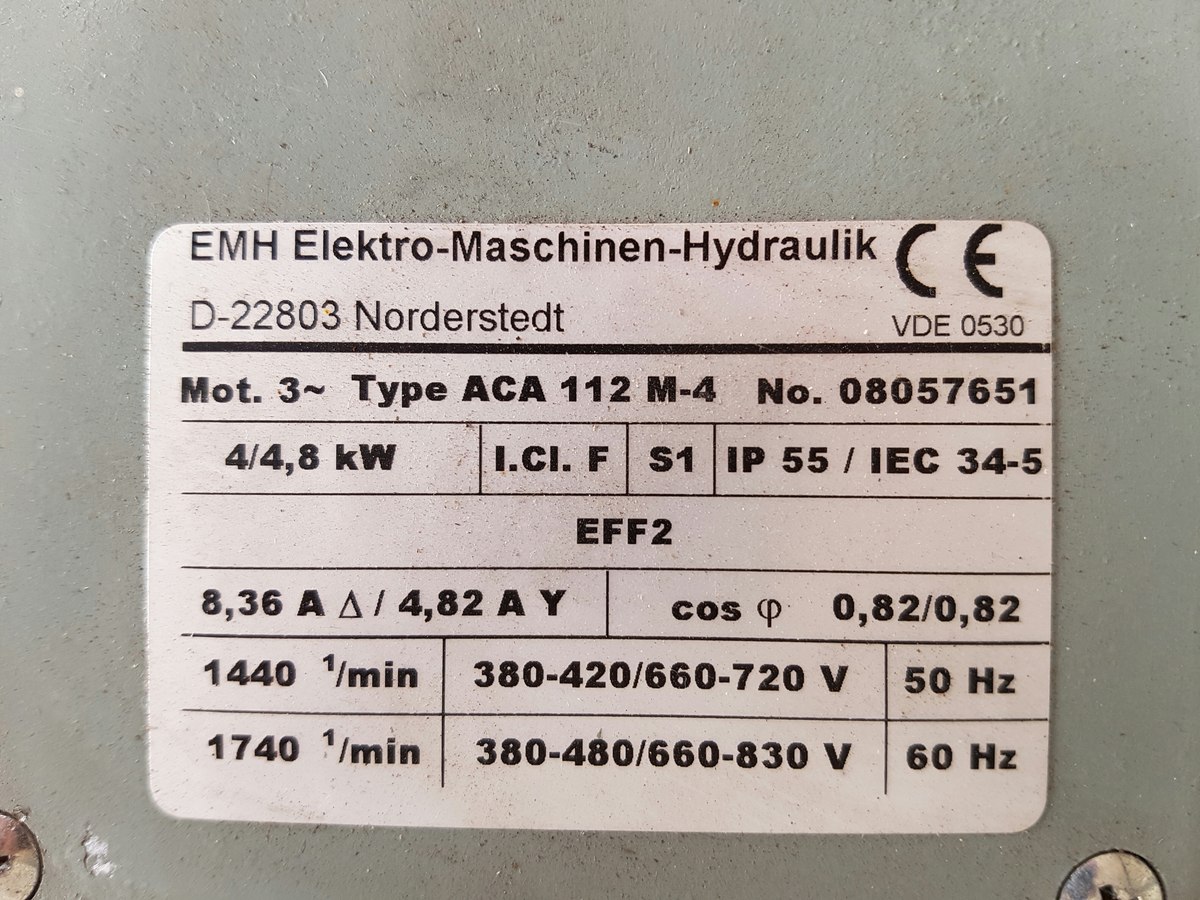 EMH Elektro-Maschinen-Hydraulik CE
D-22803 Norderstedt VDE 0530
Mot. 3~ Type ACA 112 M-4 No. 08057651
4/4,8 kW I.Cl. F S1 IP 55 / IEC 34-5
EFF2
8,36 A Δ / 4,82 A Y cos φ 0,82/0,82
1440 ¹/min 380-420/660-720 V 50 Hz
1740 ¹/min 380-480/660-830 V 60 Hz